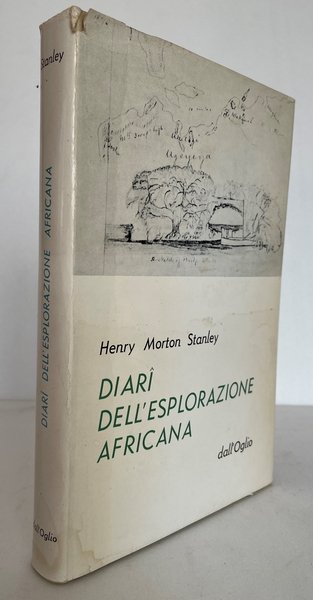 Stanley
DIARÎ DELL'ESPLORAZIONE AFRICANA
dall'Oglio
Henry Morton Stanley
DIARÎ
DELL'ESPLORAZIONE
AFRICANA
dall'Oglio